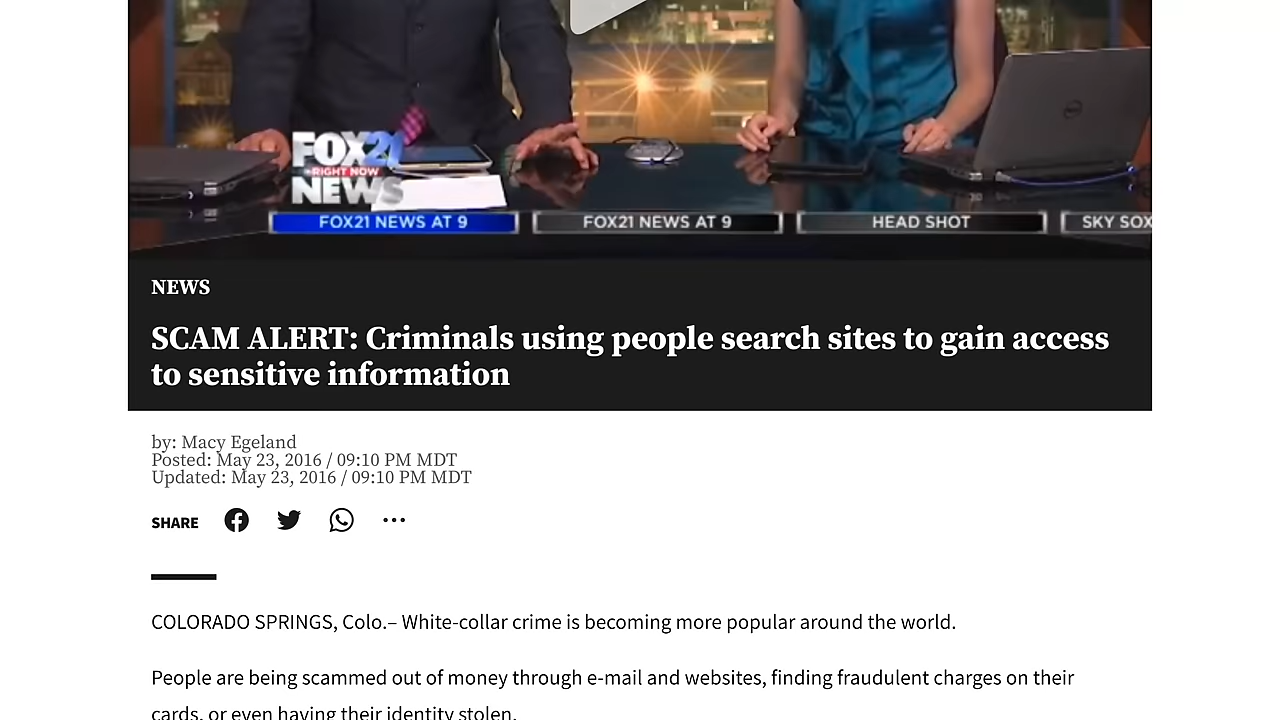 FOX21
RIGHT NOW
NEWS
FOX21 NEWS AT 9
FOX21 NEWS AT 9
HEAD SHOT
SKY SOX
NEWS
SCAM ALERT: Criminals using people search sites to gain access
to sensitive information
by: Macy Egeland
Posted: May 23, 2016 / 09:10 PM MDT
Updated: May 23, 2016 / 09:10 PM MDT
SHARE
COLORADO SPRINGS, Colo.– White-collar crime is becoming more popular around the world.
People are being scammed out of money through e-mail and websites, finding fraudulent charges on their
cards, or even having their identity stolen.